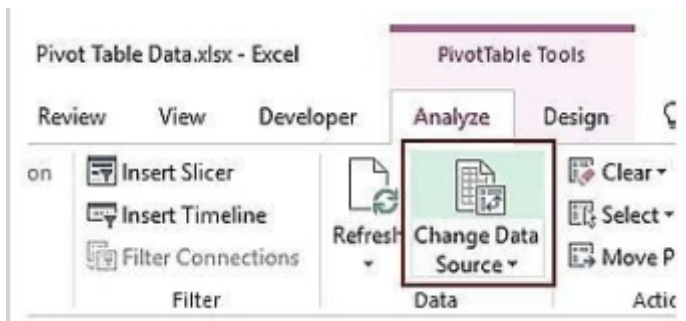 Pivot Table Data.xlsx - Excel
PivotTable Tools
Review View Developer Analyze Design
on
Insert Slicer
Insert Timeline
Filter Connections
Filter
Refresh
Change Data
Source
Data
Clear
Select
Move P
Actio